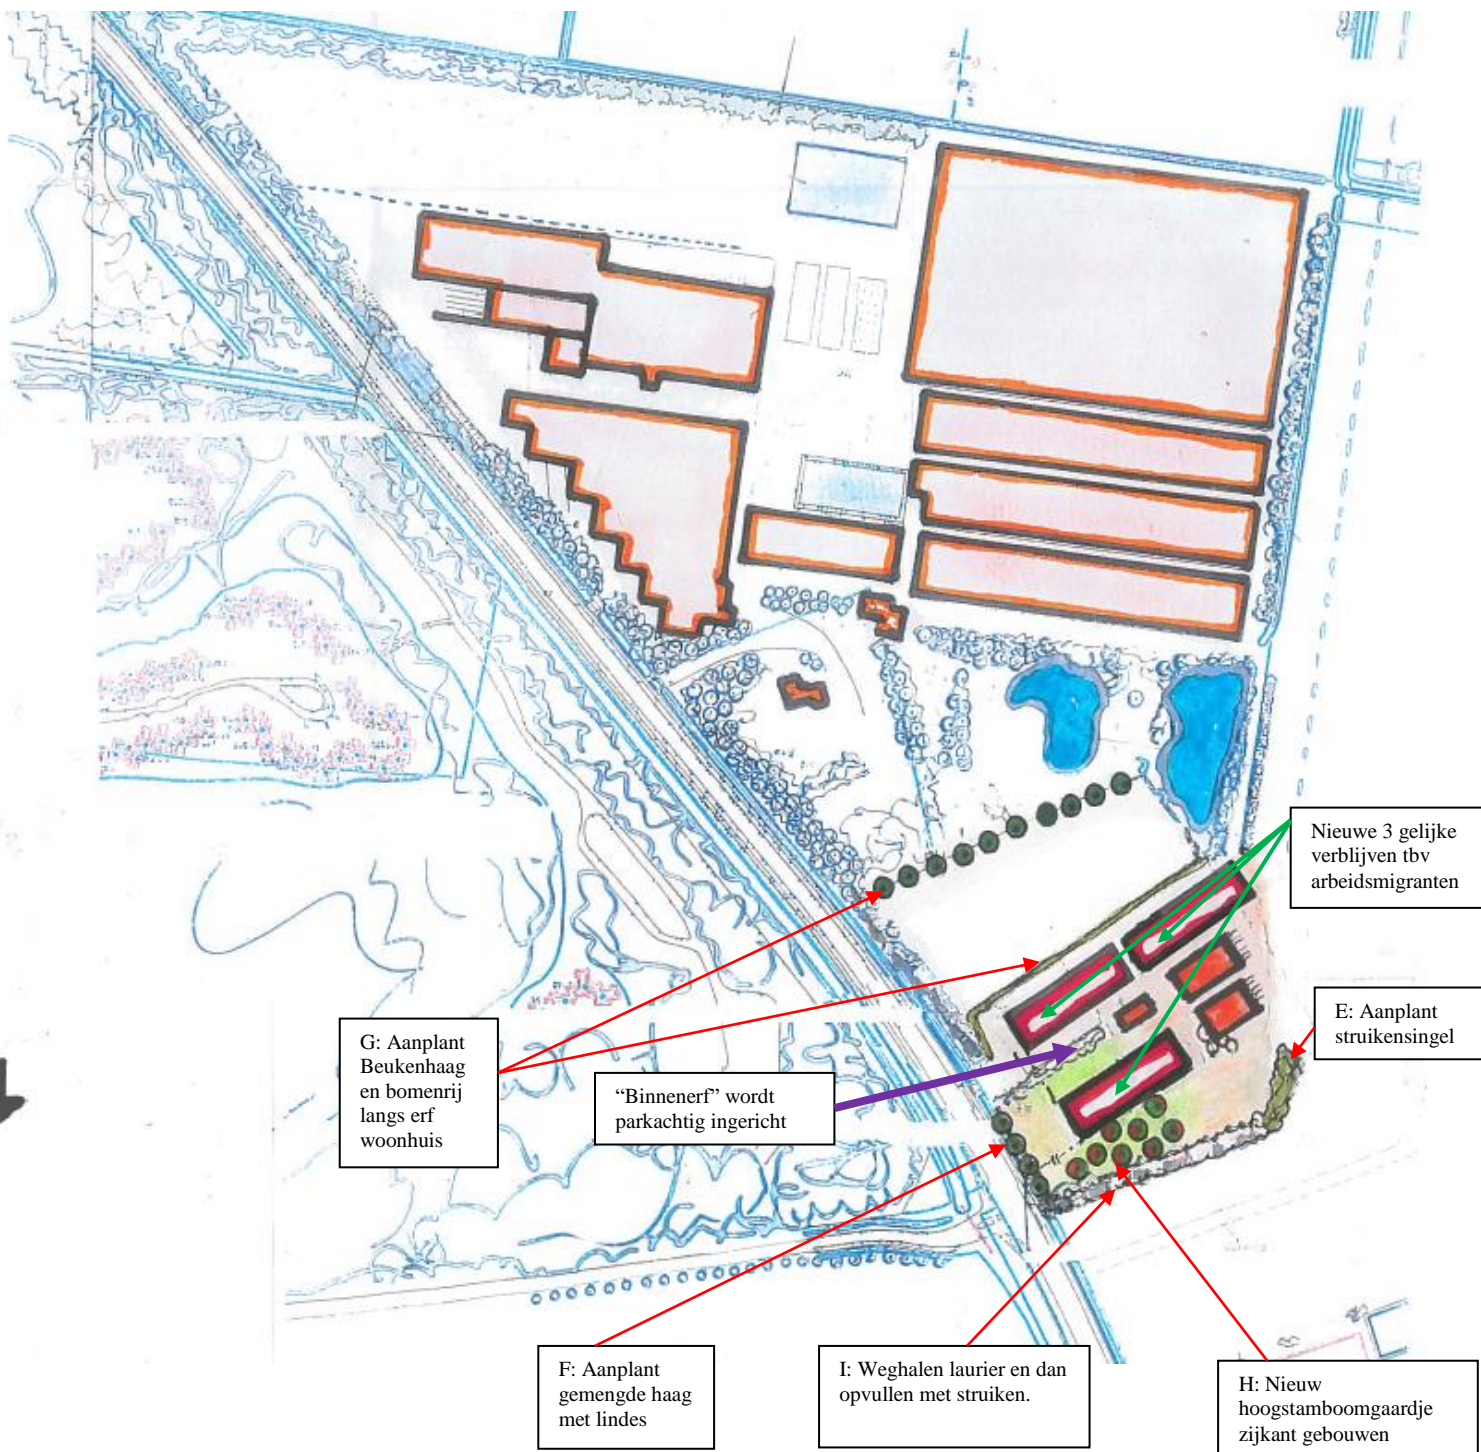 Nieuwe 3 gelijke
verblijven tbv
arbeidsmigranten
E: Aanplant
struikensingel
G: Aanplant
Beukenhaag
en bomenrij
langs erf
woonhuis
“Binnenerf” wordt
parkachtig ingericht
F: Aanplant
gemengde haag
met lindes
I: Weghalen laurier en dan
opvullen met struiken.
H: Nieuw
hoogstamboomgaardje
zijkant gebouwen